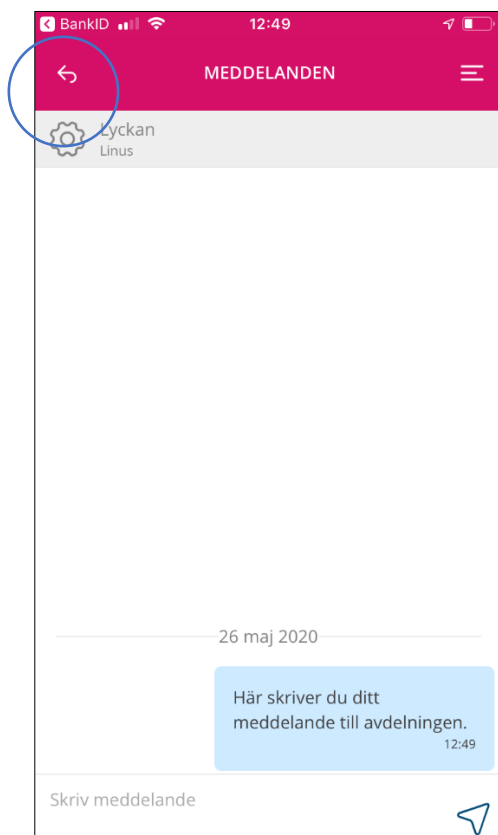 BankID 12:49
MEDDELANDEN
Lyckan
Linus
26 maj 2020
Här skriver du ditt
meddelande till avdelningen.
12:49
Skriv meddelande